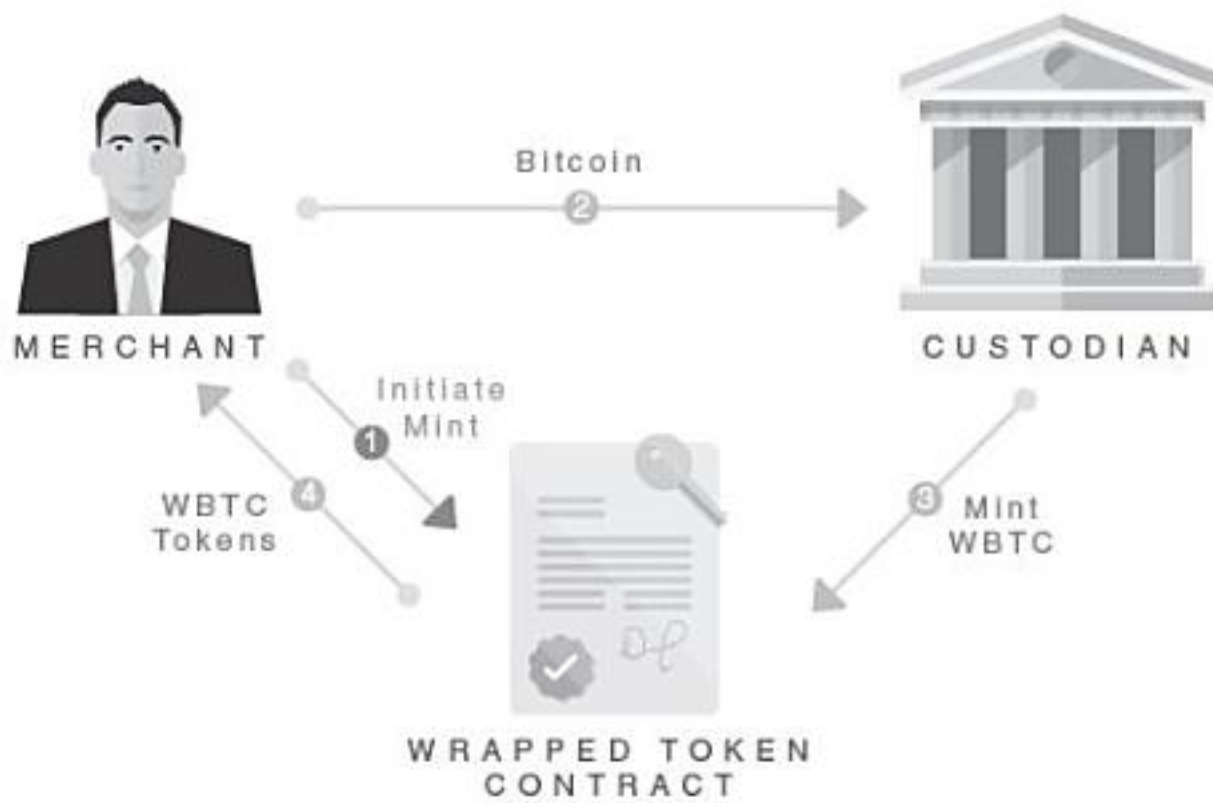 Bitcoin
2
MERCHANT
CUSTODIAN
Initiate
Mint
1
WBTC
Tokens
4
3
Mint
WBTC
WRAPPED TOKEN
CONTRACT